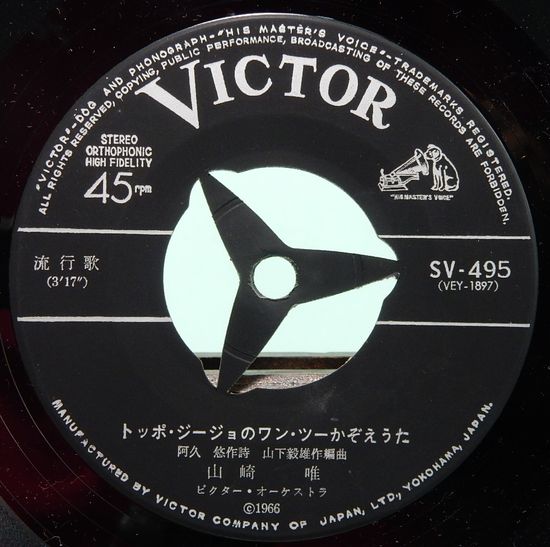 "VICTOR"-DOG AND PHONOGRAPH-"HIS MASTER'S VOICE"-TRADEMARKS REGISTERED.
ALL RIGHTS RESERVED, COPYING, PUBLIC PERFORMANCE, BROADCASTING OF THESE RECORDS ARE FORBIDDEN.
VICTOR
STEREO
ORTHOPHONIC
HIGH FIDELITY
45 rpm
"HIS MASTER'S VOICE"
流行歌
(3'17")
SV-495
(VEY-1897)
トッポ・ジージョのワン・ツーかぞえうた
阿久 悠作詩 山下毅雄作編曲
山崎 唯
ビクター・オーケストラ
©1966
MANUFACTURED BY VICTOR COMPANY OF JAPAN, LTD., YOKOHAMA, JAPAN.